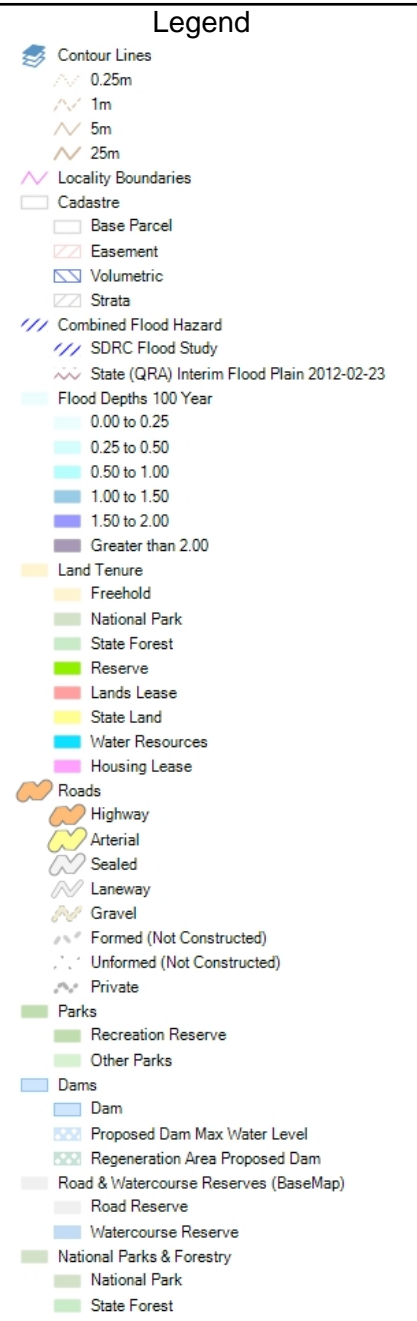 Legend
Contour Lines
0.25m
1m
5m
25m
Locality Boundaries
Cadastre
Base Parcel
Easement
Volumetric
Strata
Combined Flood Hazard
SDRC Flood Study
State (QRA) Interim Flood Plain 2012-02-23
Flood Depths 100 Year
0.00 to 0.25
0.25 to 0.50
0.50 to 1.00
1.00 to 1.50
1.50 to 2.00
Greater than 2.00
Land Tenure
Freehold
National Park
State Forest
Reserve
Lands Lease
State Land
Water Resources
Housing Lease
Roads
Highway
Arterial
Sealed
Laneway
Gravel
Formed (Not Constructed)
Unformed (Not Constructed)
Private
Parks
Recreation Reserve
Other Parks
Dams
Dam
Proposed Dam Max Water Level
Regeneration Area Proposed Dam
Road & Watercourse Reserves (BaseMap)
Road Reserve
Watercourse Reserve
National Parks & Forestry
National Park
State Forest